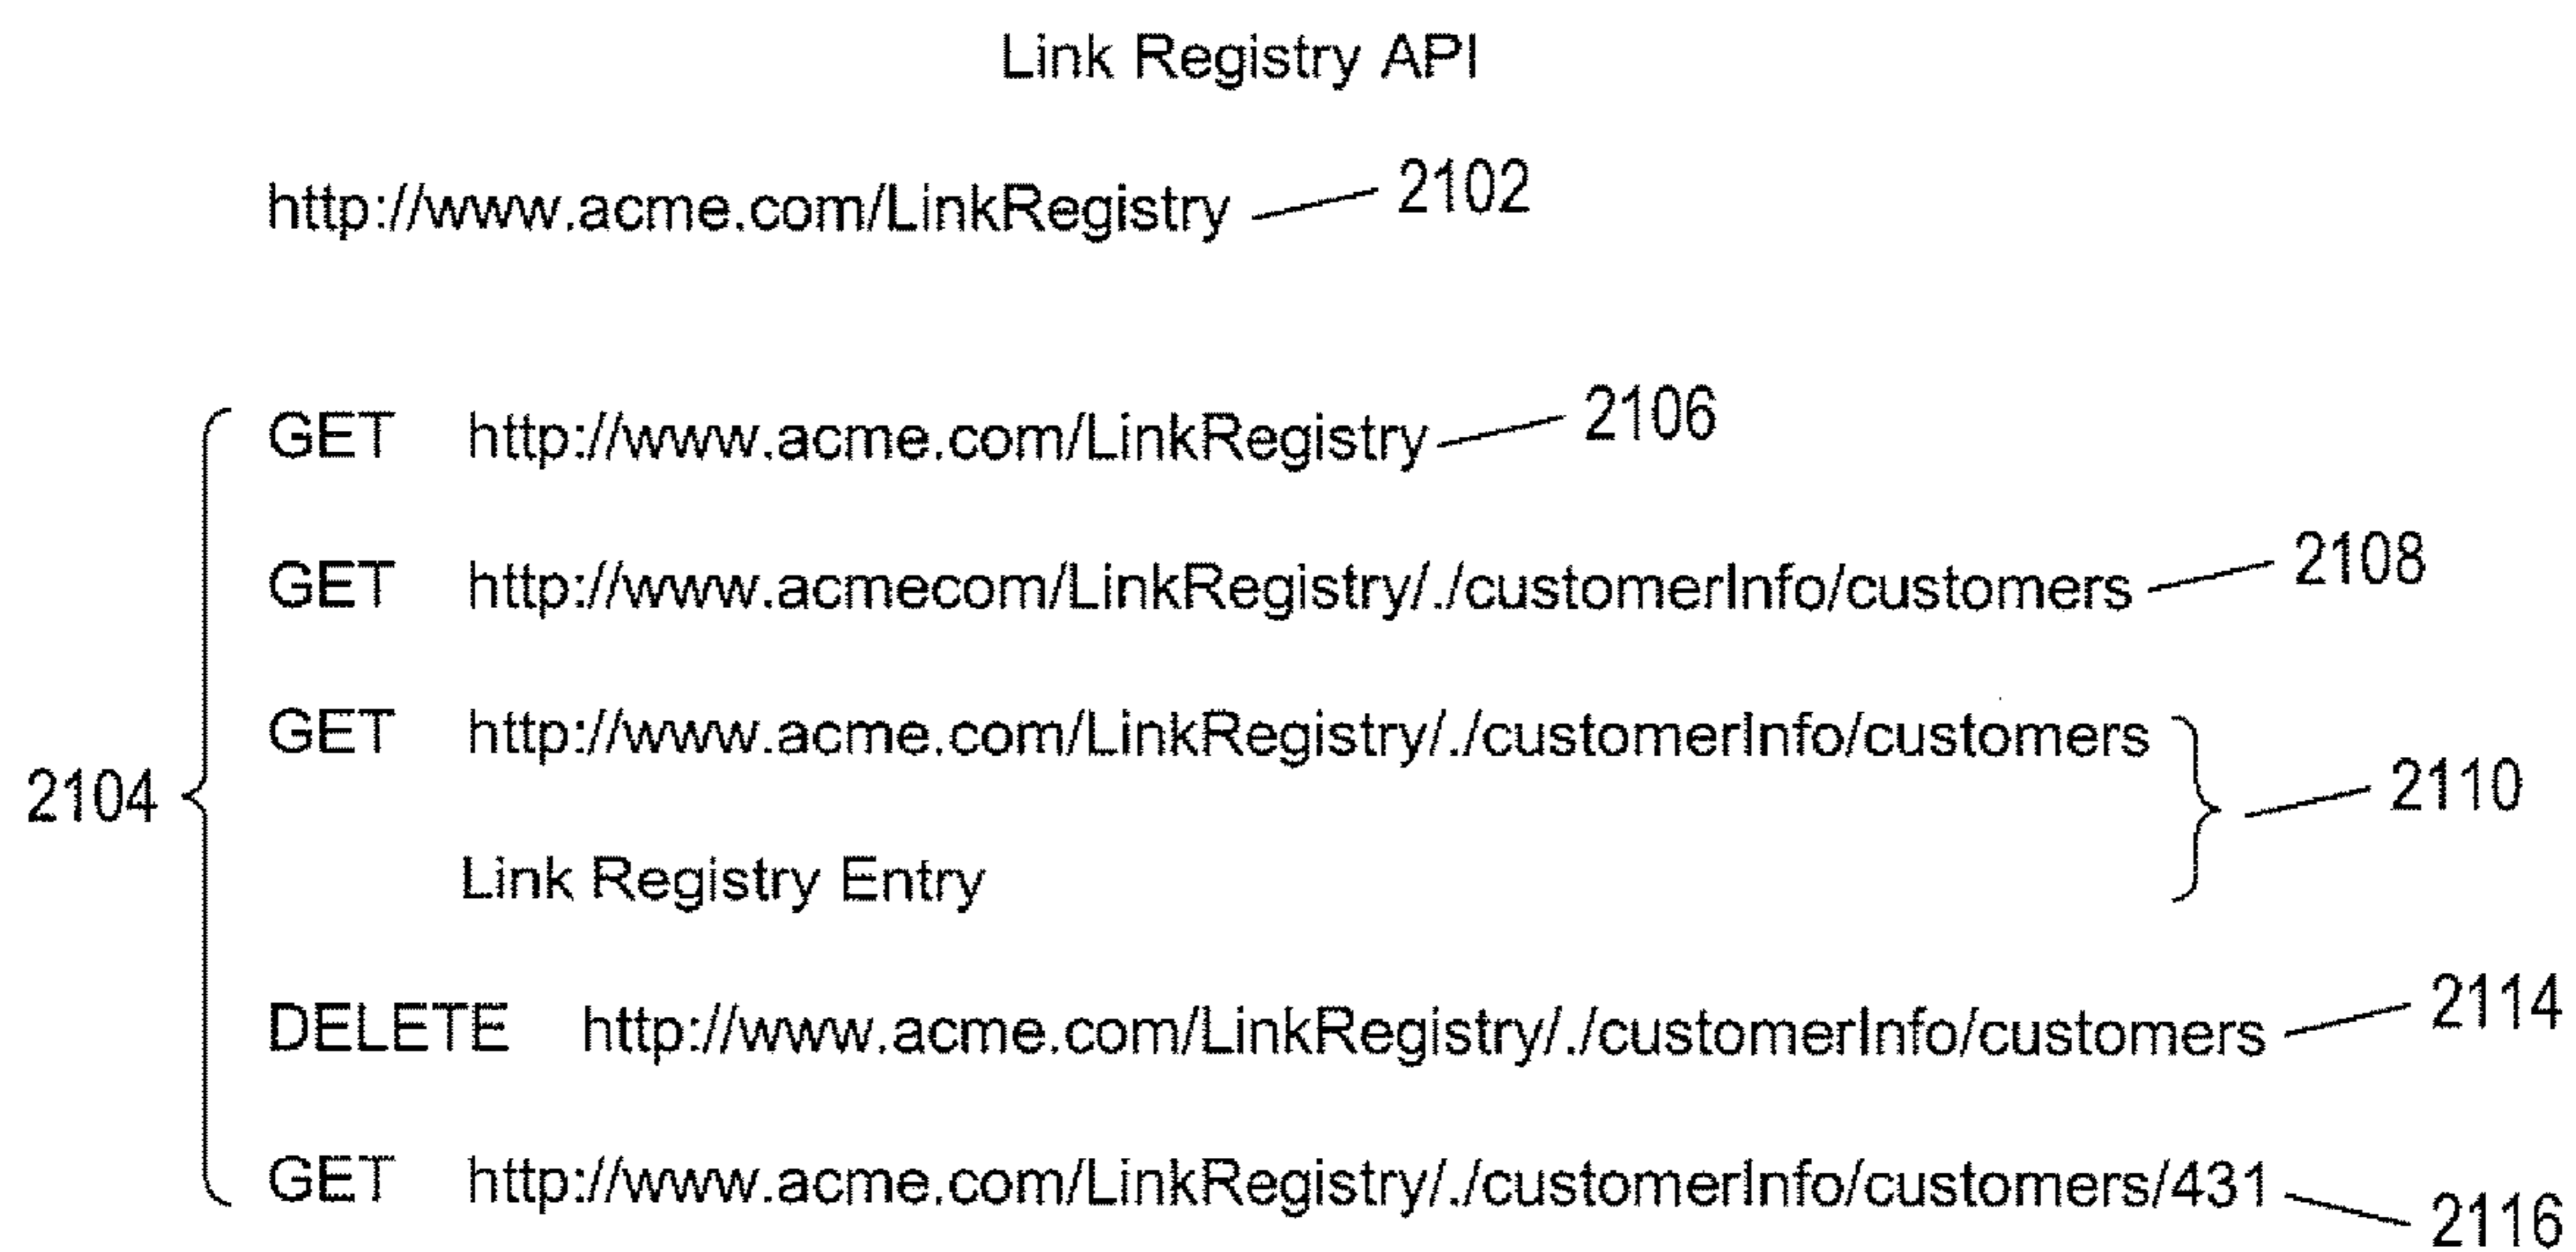 Link Registry API
http://www.acme.com/LinkRegistry 2102
GET http://www.acme.com/LinkRegistry 2106
GET http://www.acmecom/LinkRegistry/./customerInfo/customers 2108
GET http://www.acme.com/LinkRegistry/./customerInfo/customers
2104 2110
Link Registry Entry
DELETE http://www.acme.com/LinkRegistry/./customerInfo/customers 2114
GET http://www.acme.com/LinkRegistry/./customerInfo/customers/431 2116